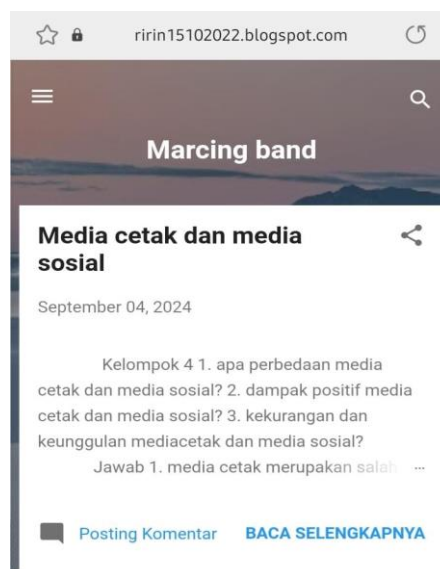 ririn15102022.blogspot.com
Marcing band
Media cetak dan media
sosial
September 04, 2024
Kelompok 4 1. apa perbedaan media
cetak dan media sosial? 2. dampak positif media
cetak dan media sosial? 3. kekurangan dan
keunggulan mediacetak dan media sosial?
Jawab 1. media cetak merupakan salah ...
Posting Komentar BACA SELENGKAPNYA